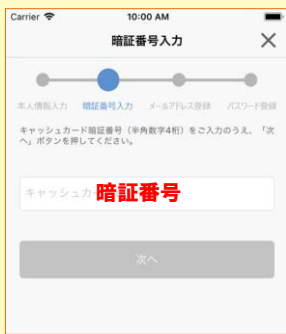 Carrier 10:00 AM
暗証番号入力
本人情報入力 暗証番号入力 メールアドレス登録 パスワード登録
キャッシュカード暗証番号（半角数字4桁）をご入力のうえ、「次
へ」ボタンを押してください。
キャッシュカ 暗証番号
次へ